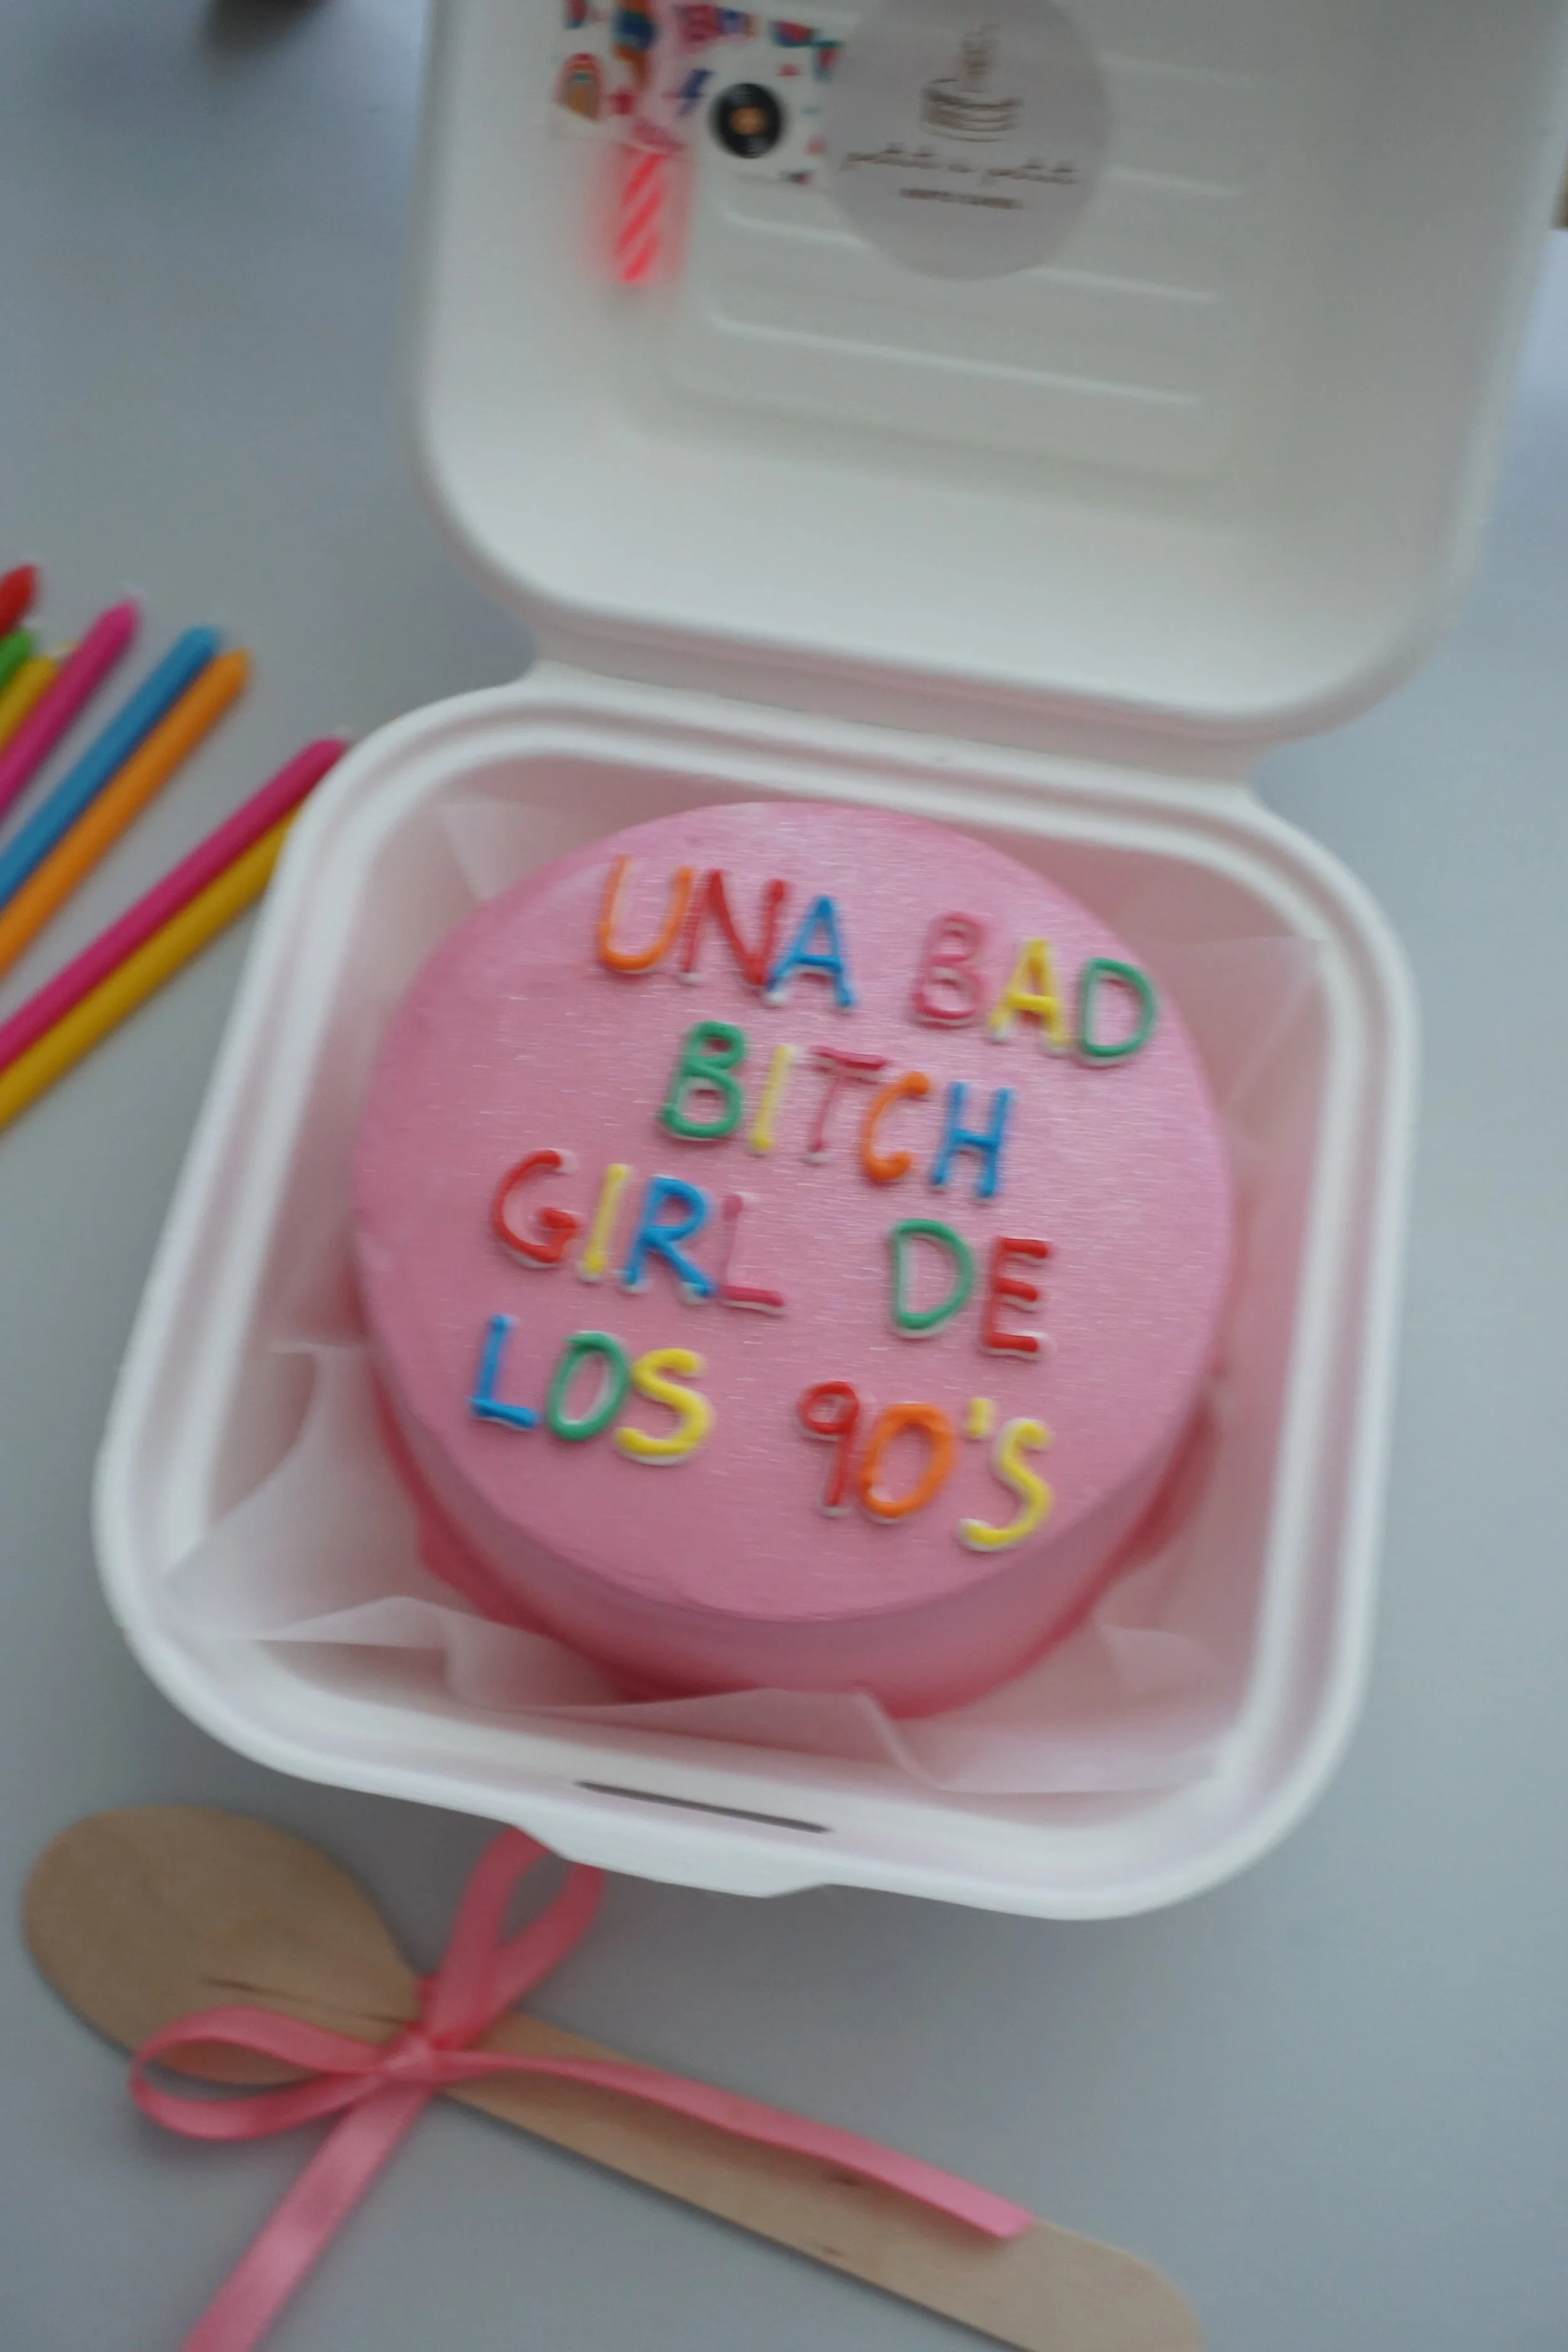 UNA BAD
BITCH
GIRL DE
LOS 90'S